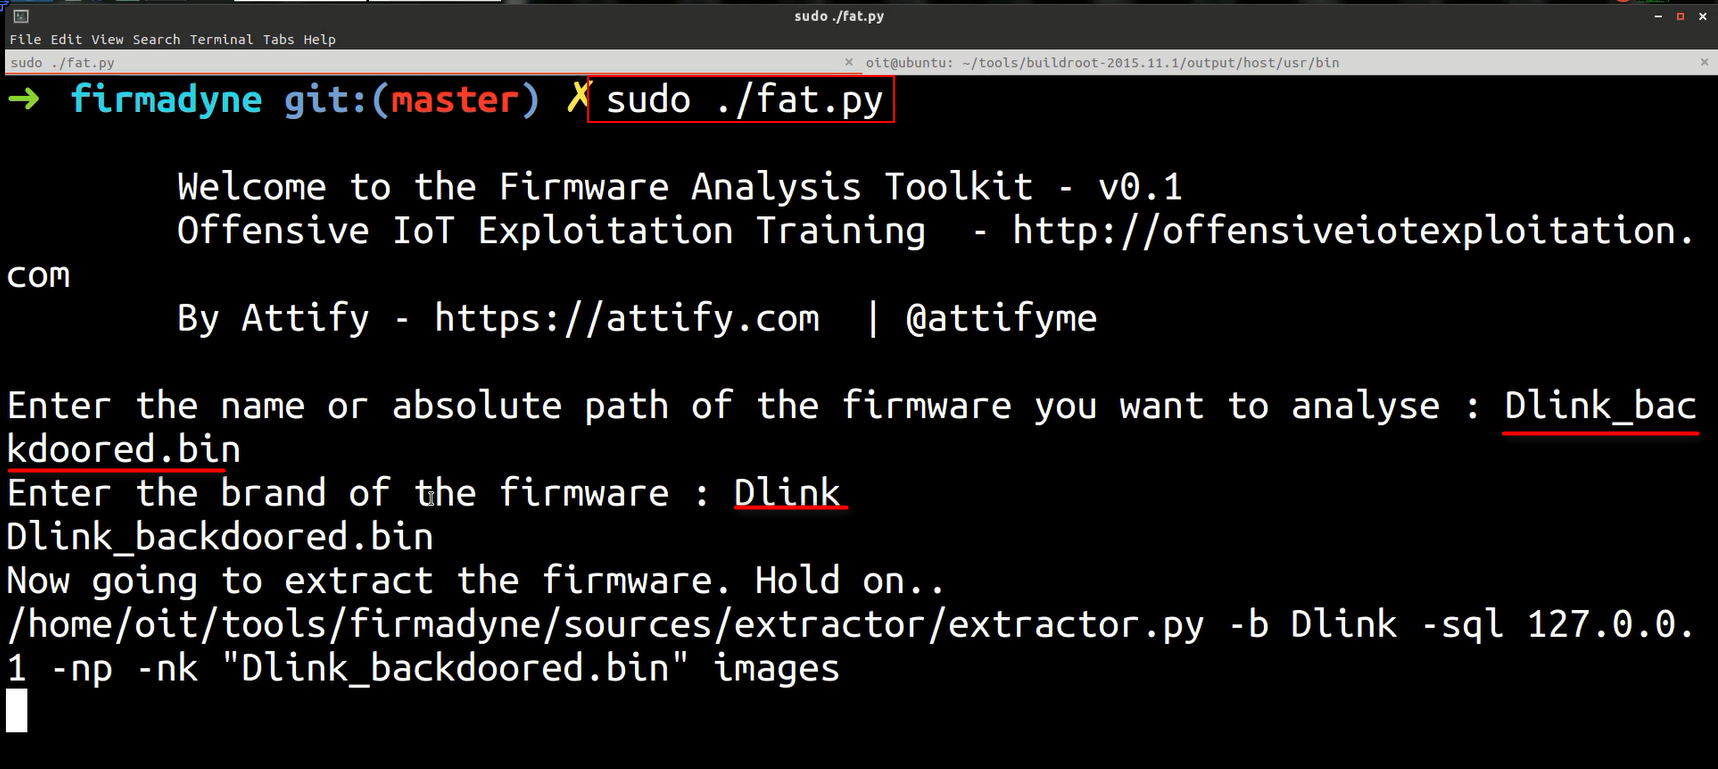 sudo ./fat.py
File Edit View Search Terminal Tabs Help
sudo ./fat.py × oit@ubuntu: ~/tools/buildroot-2015.11.1/output/host/usr/bin ×
➜ firmadyne git:(master) ✗ sudo ./fat.py
Welcome to the Firmware Analysis Toolkit - v0.1
Offensive IoT Exploitation Training  - http://offensiveiotexploitation.
com
By Attify - https://attify.com  | @attifyme
Enter the name or absolute path of the firmware you want to analyse : Dlink_bac
kdoored.bin
Enter the brand of the firmware : Dlink
Dlink_backdoored.bin
Now going to extract the firmware. Hold on..
/home/oit/tools/firmadyne/sources/extractor/extractor.py -b Dlink -sql 127.0.0.
1 -np -nk "Dlink_backdoored.bin" images